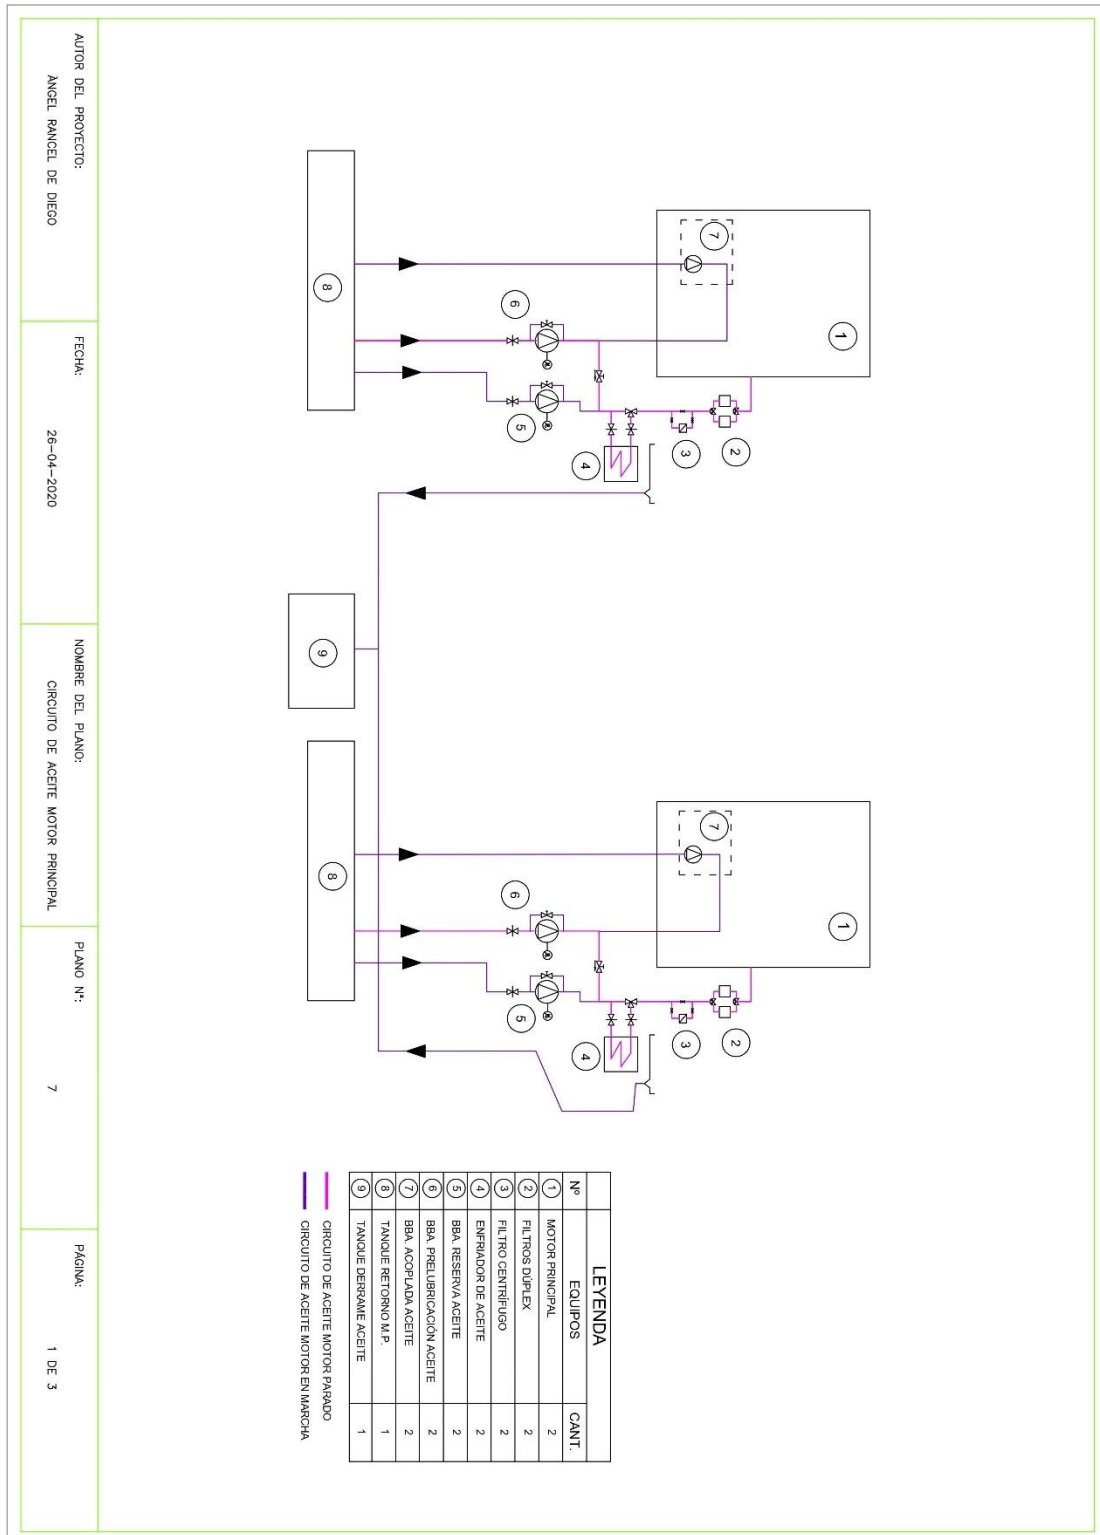 1
7
2
3
4
6
5
8
1
7
2
3
4
6
5
8
9
LEYENDA
Nº EQUIPOS CANT.
1 MOTOR PRINCIPAL 2
2 FILTROS DÚPLEX 2
3 FILTRO CENTRÍFUGO 2
4 ENFRIADOR DE ACEITE 2
5 BBA. RESERVA ACEITE 2
6 BBA. PRELUBRICACIÓN ACEITE 2
7 BBA. ACOPLADA ACEITE 2
8 TANQUE RETORNO M.P. 1
9 TANQUE DERRAME ACEITE 1
CIRCUITO DE ACEITE MOTOR PARADO
CIRCUITO DE ACEITE MOTOR EN MARCHA
AUTOR DEL PROYECTO:
ÁNGEL RANCEL DE DIEGO
FECHA:
26-04-2020
NOMBRE DEL PLANO:
CIRCUITO DE ACEITE MOTOR PRINCIPAL
PLANO Nº:
7
PÁGINA:
1 DE 3